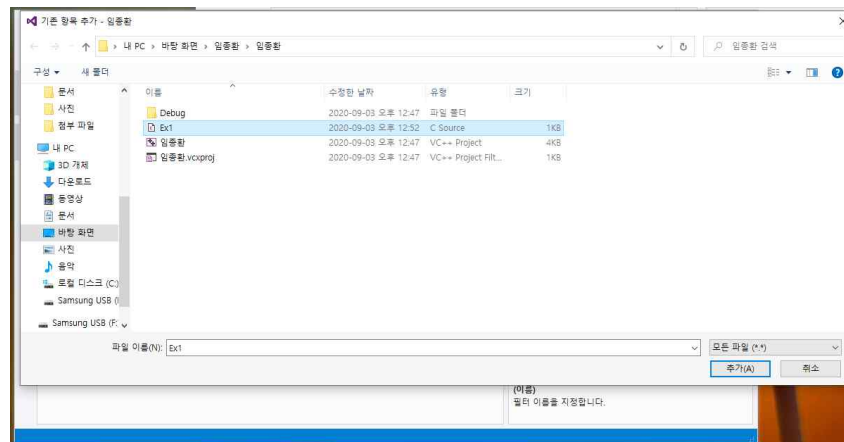 기존 항목 추가 - 임종환
내 PC > 바탕 화면 > 임종환 > 임종환
임종환 검색
구성 새 폴더
이름 수정한 날짜 유형 크기
문서
사진
첨부 파일
내 PC
3D 개체
다운로드
동영상
문서
바탕 화면
사진
음악
로컬 디스크 (C:)
Samsung USB (
Samsung USB (F:
Debug 2020-09-03 오후 12:47 파일 폴더
Ex1 2020-09-03 오후 12:52 C Source 1KB
임종환 2020-09-03 오후 12:47 VC++ Project 4KB
임종환.vcxproj 2020-09-03 오후 12:47 VC++ Project Filt... 1KB
파일 이름(N): Ex1 모든 파일 (*.*)
추가(A) 취소
(이름)
필터 이름을 지정합니다.